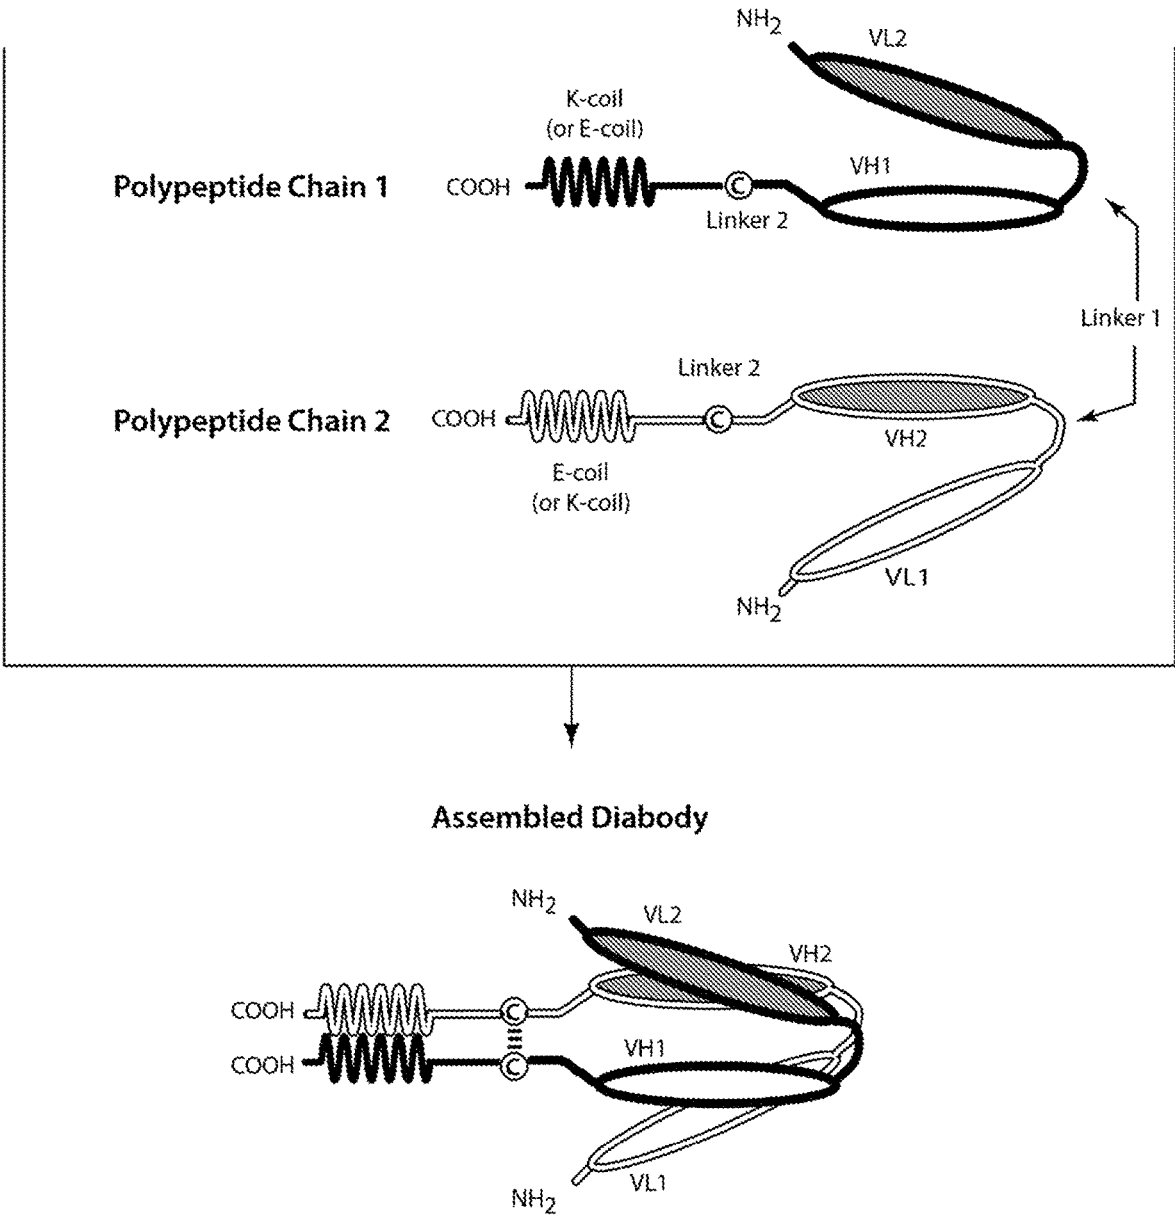 NH2
VL2
K-coil
(or E-coil)
VH1
Polypeptide Chain 1
COOH
C
Linker 2
Linker 1
Linker 2
Polypeptide Chain 2
COOH
C
VH2
E-coil
(or K-coil)
VL1
NH2
Assembled Diabody
NH2
VL2
VH2
COOH
C
VH1
COOH
C
VL1
NH2